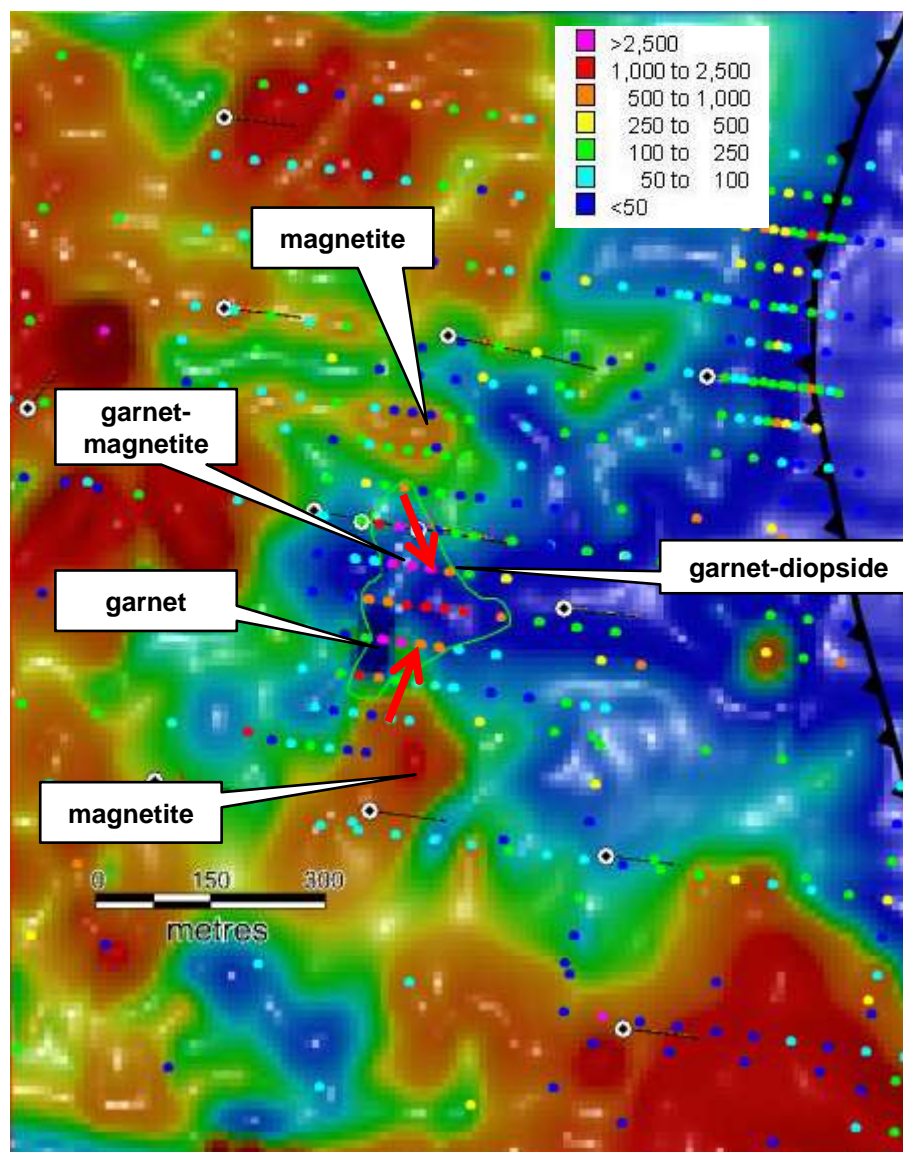 >2,500
1,000 to 2,500
500 to 1,000
250 to 500
100 to 250
50 to 100
<50
magnetite
garnet-
magnetite
garnet-diopside
garnet
magnetite
0 150 300
metres